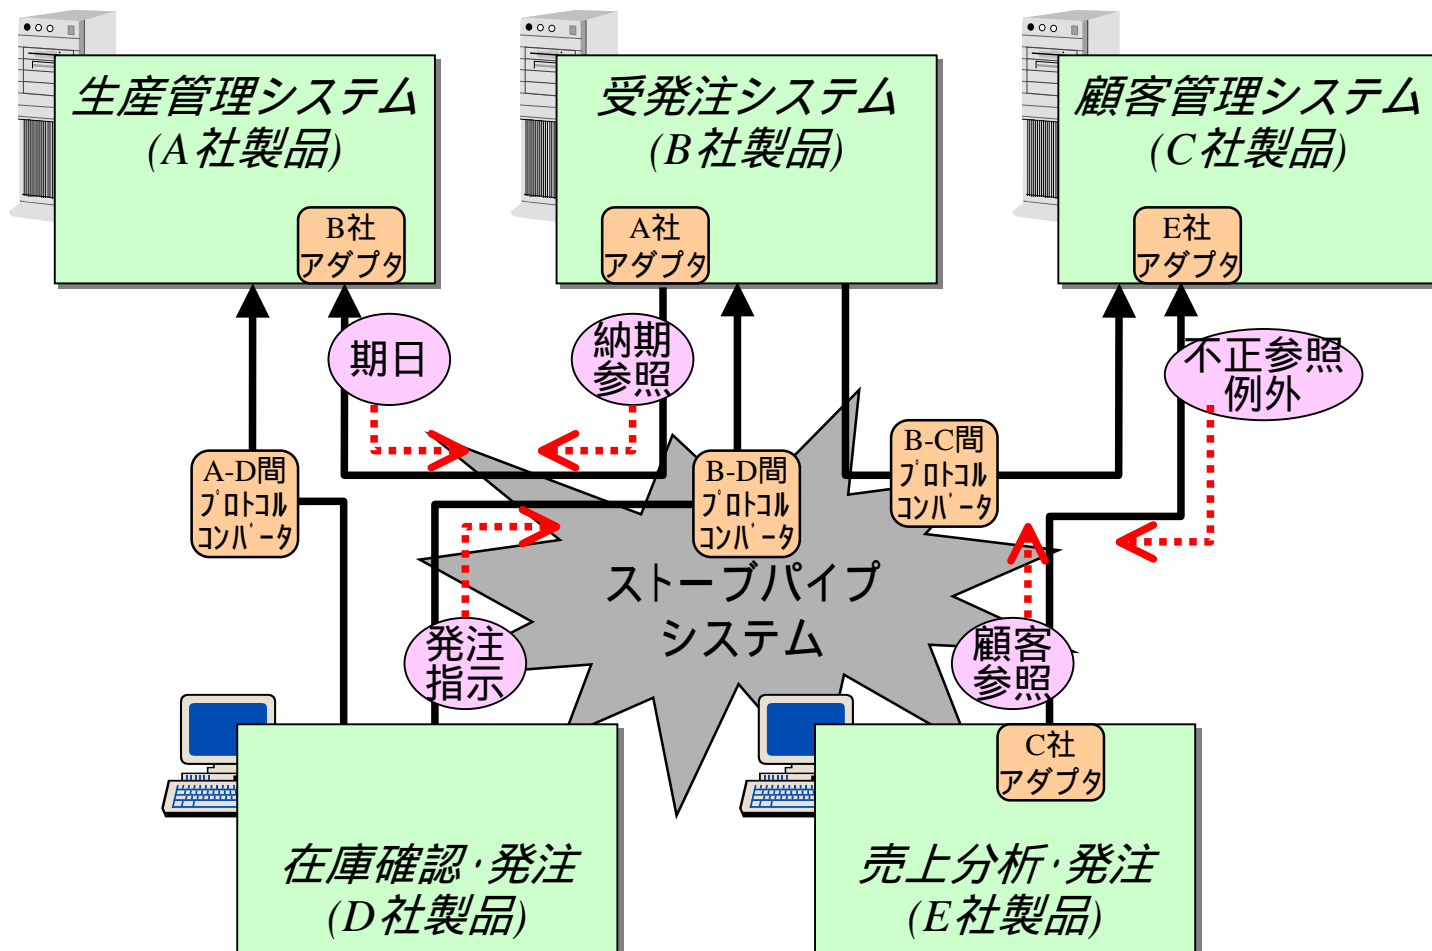 生産管理システム
(A社製品)
受発注システム
(B社製品)
顧客管理システム
(C社製品)
B社
アダプタ
A社
アダプタ
E社
アダプタ
期日
納期
参照
不正参照
例外
A-D間
プロトコル
コンバータ
B-D間
プロトコル
コンバータ
B-C間
プロトコル
コンバータ
ストーブパイプ
システム
発注
指示
顧客
参照
C社
アダプタ
在庫確認・発注
(D社製品)
売上分析・発注
(E社製品)